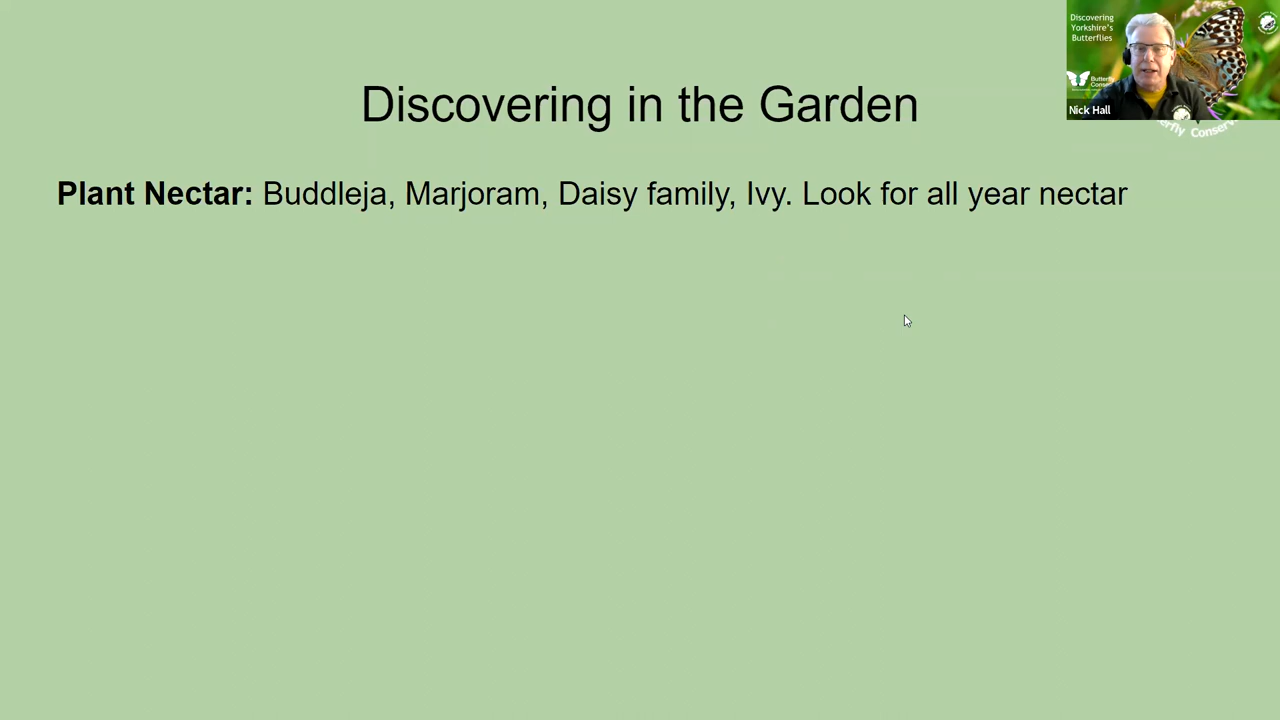 Discovering
Yorkshire's
Butterflies
Butterfly
Nick Hall
Discovering in the Garden
Plant Nectar: Buddleja, Marjoram, Daisy family, Ivy. Look for all year nectar